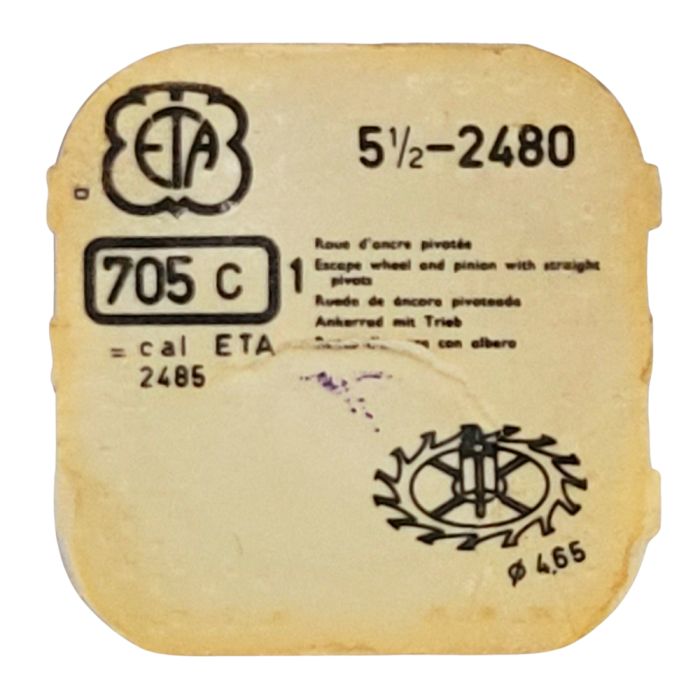 ETA
5½-2480
D
705 C
1
Roue d'ancre pivotée
Escape wheel and pinion with straight
pivots
Rueda de áncora pivoteada
Ankerrad mit Trieb
con albero
= cal ETA
2485
Ø 4,65